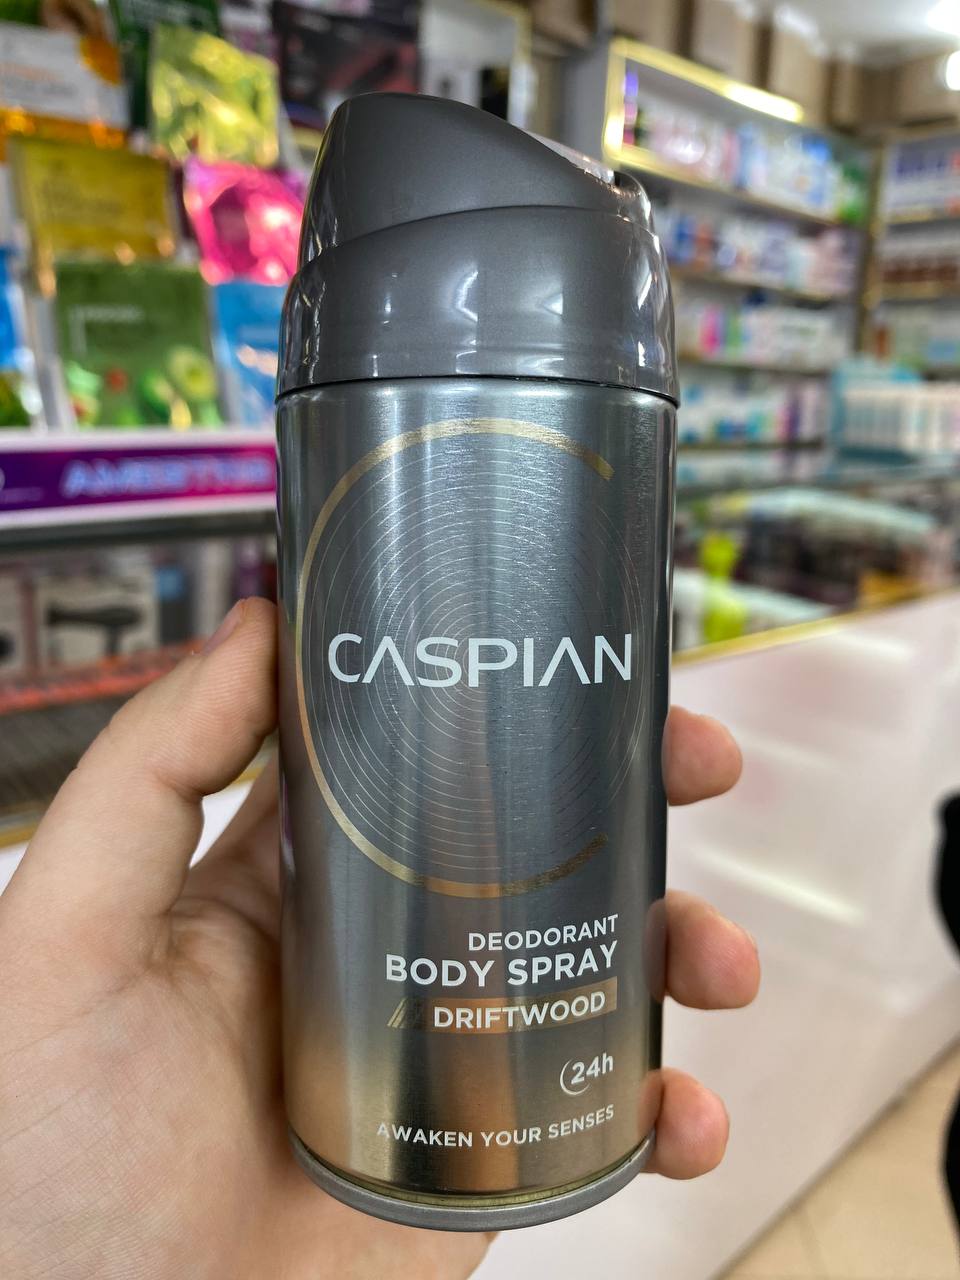 CASPIAN
DEODORANT
BODY SPRAY
DRIFTWOOD
24h
AWAKEN YOUR SENSES